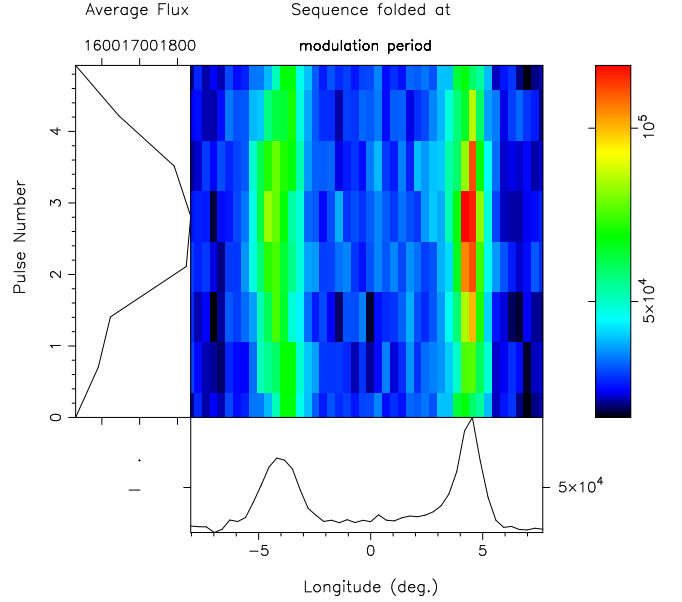 Average Flux
Sequence folded at
160017001800
modulation period
4
3
2
1
0
Pulse Number
10⁵
5×10⁴
5×10⁴
−5
0
5
Longitude (deg.)